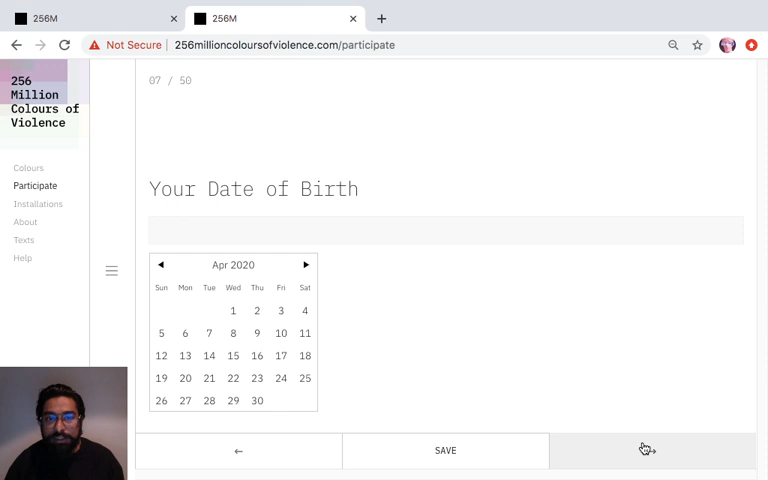 256M
256M
Not Secure
256millioncoloursofviolence.com/participate
256
Million
Colours of
Violence
Colours
Participate
Installations
About
Texts
Help
07 / 50
Your Date of Birth
Apr 2020
Sun Mon Tue Wed Thu Fri Sat
1 2 3 4
5 6 7 8 9 10 11
12 13 14 15 16 17 18
19 20 21 22 23 24 25
26 27 28 29 30
SAVE